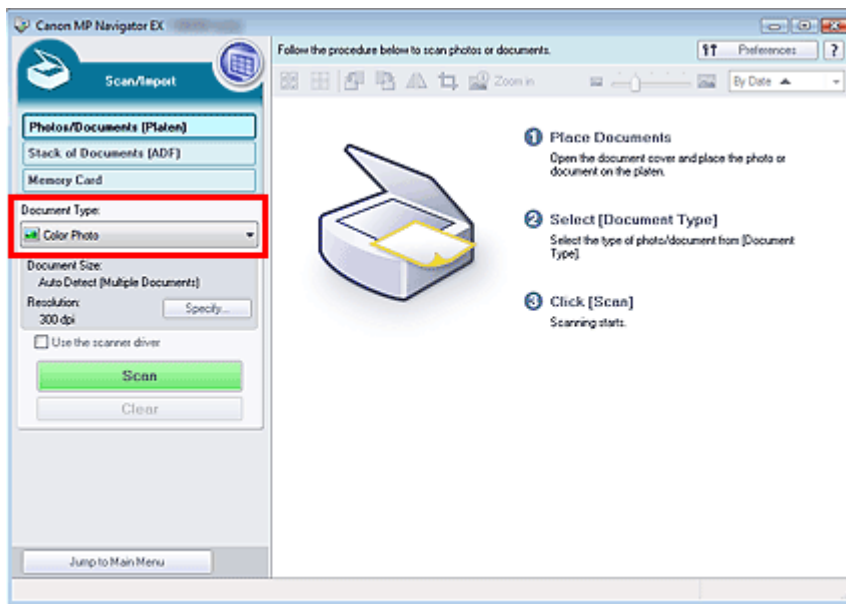 Canon MP Navigator EX
Scan/Import
Photos/Documents (Platen)
Stack of Documents (ADF)
Memory Card
Document Type:
Color Photo
Document Size:
Auto Detect (Multiple Documents)
Resolution:
300 dpi
Specify...
Use the scanner driver
Scan
Clear
Jump to Main Menu
Follow the procedure below to scan photos or documents.
Preferences
?
Zoom in
By Date
1 Place Documents
Open the document cover and place the photo or
document on the platen.
2 Select [Document Type]
Select the type of photo/document from [Document
Type].
3 Click [Scan]
Scanning starts.